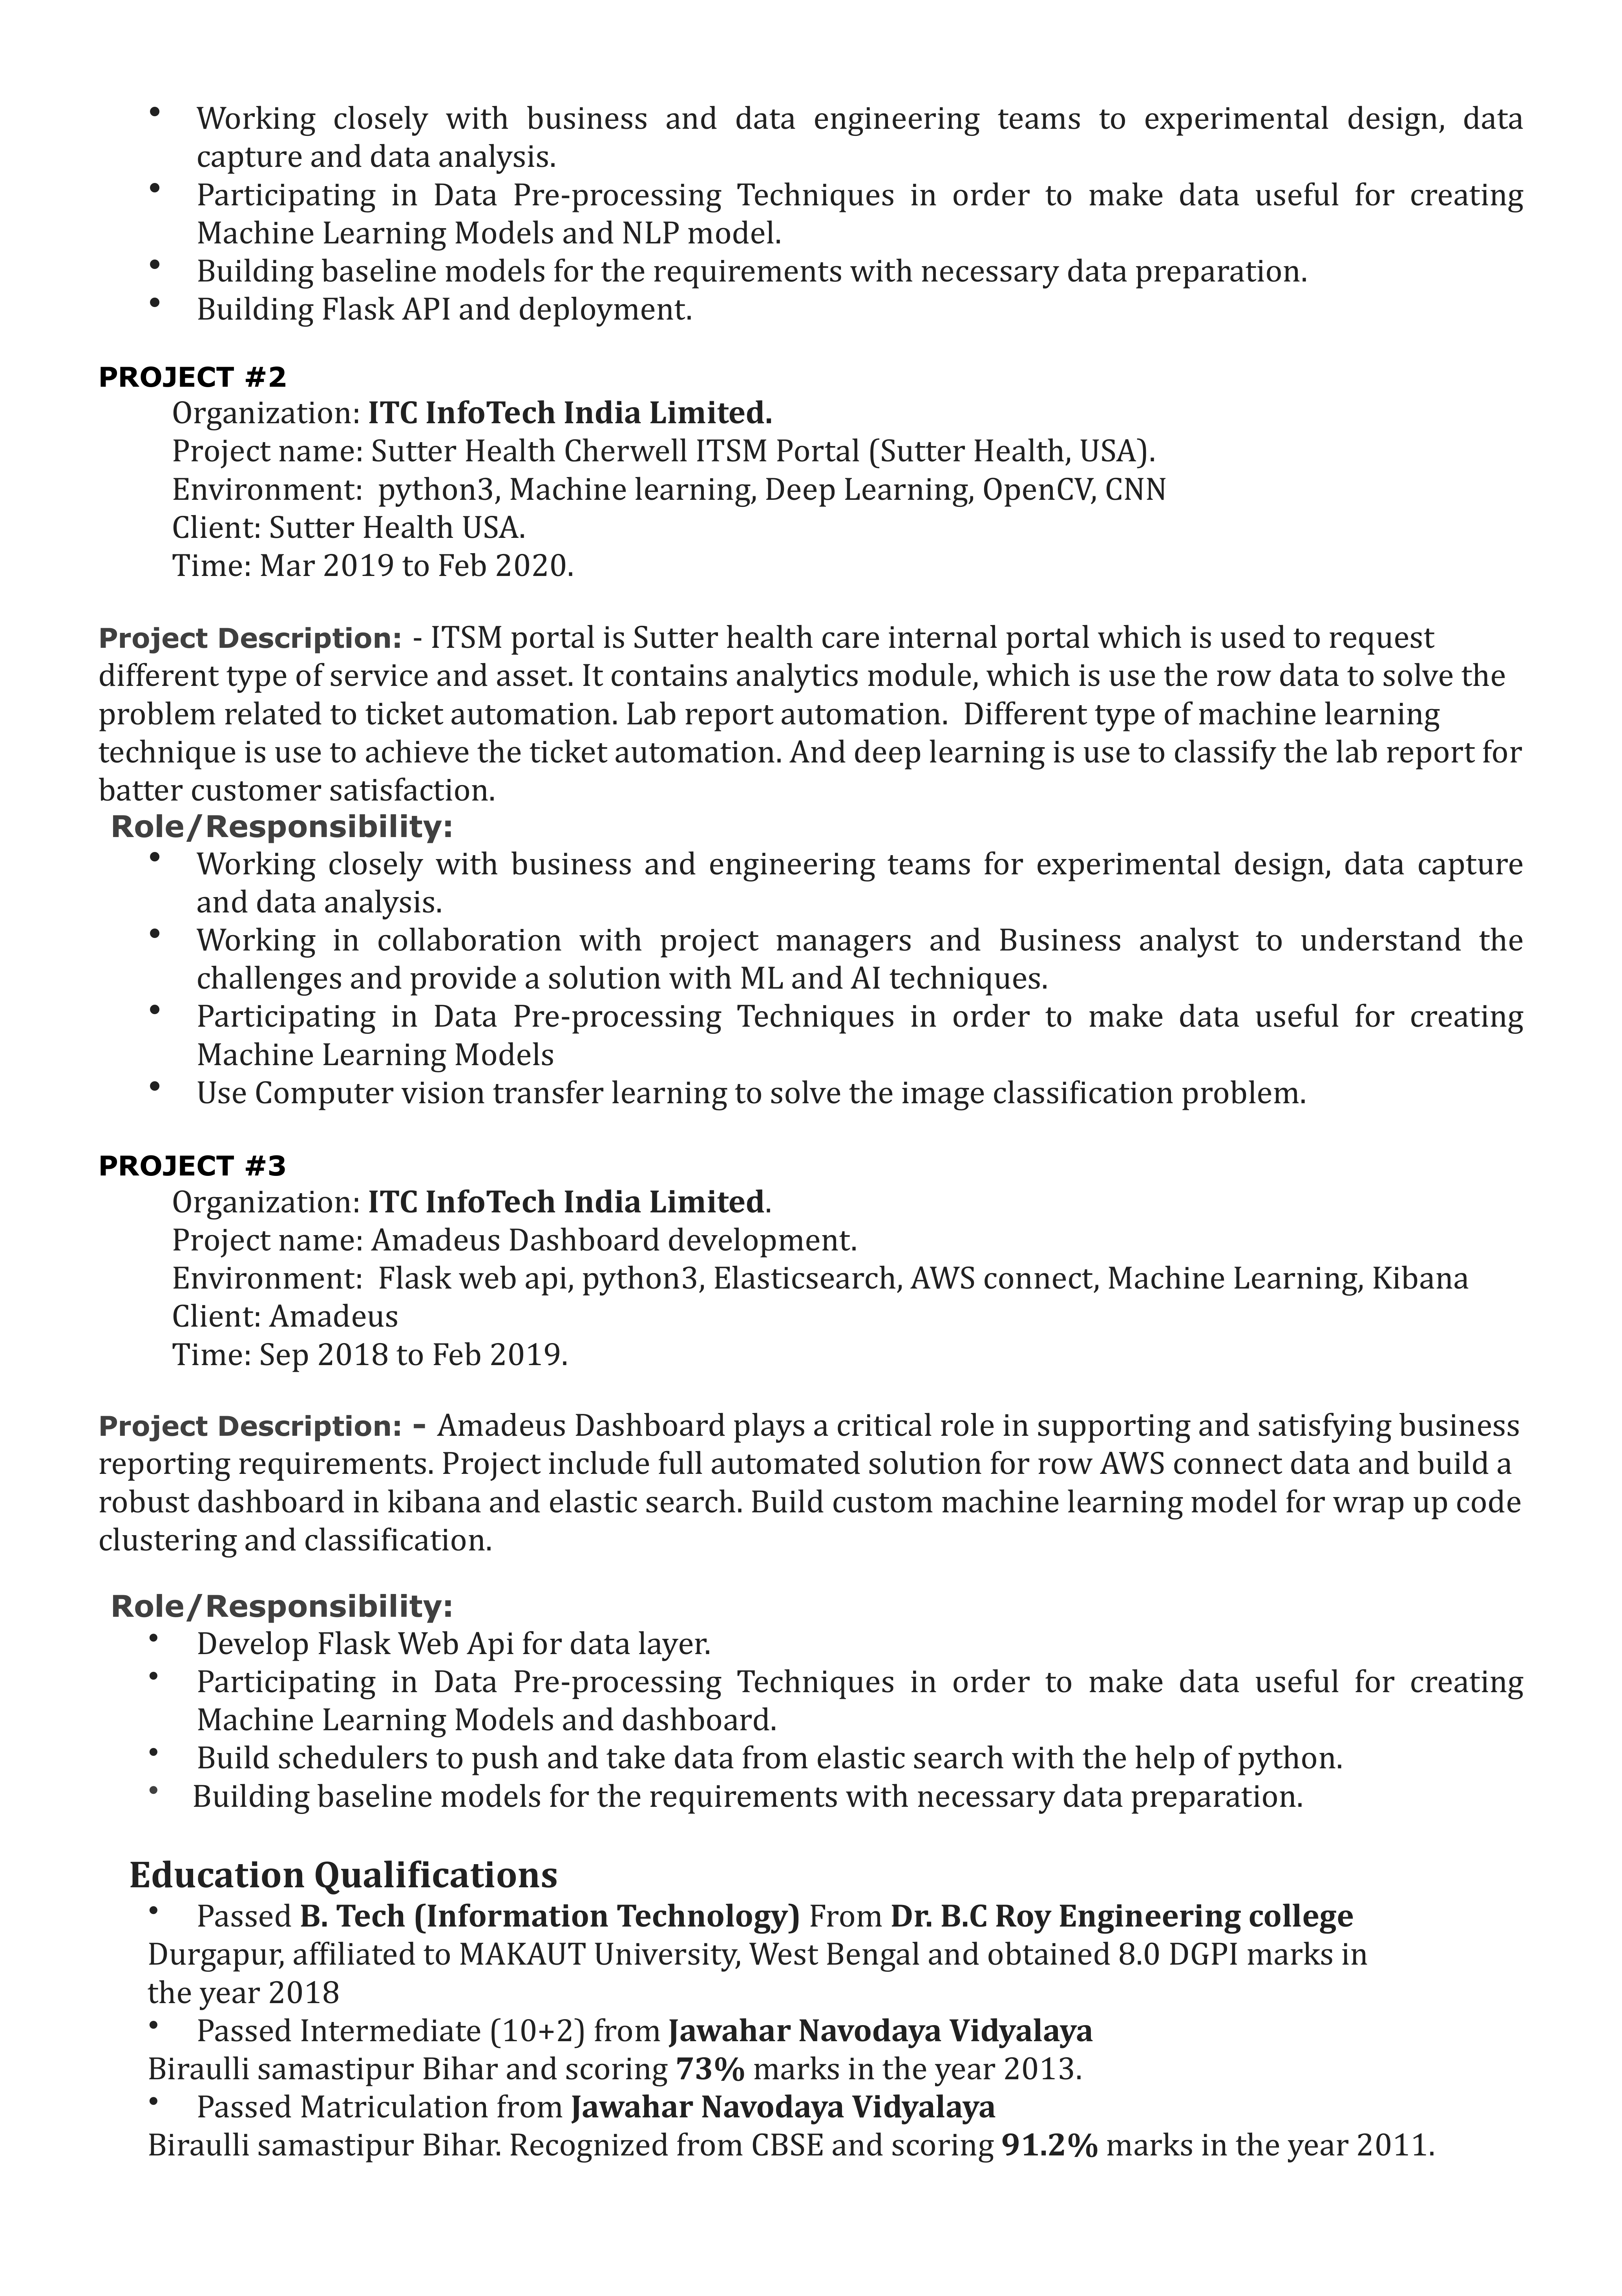 • Working closely with business and data engineering teams to experimental design, data
capture and data analysis.
• Participating in Data Pre-processing Techniques in order to make data useful for creating
Machine Learning Models and NLP model.
• Building baseline models for the requirements with necessary data preparation.
• Building Flask API and deployment.
PROJECT #2
Organization: ITC InfoTech India Limited.
Project name: Sutter Health Cherwell ITSM Portal (Sutter Health, USA).
Environment:  python3, Machine learning, Deep Learning, OpenCV, CNN
Client: Sutter Health USA.
Time: Mar 2019 to Feb 2020.
Project Description: - ITSM portal is Sutter health care internal portal which is used to request
different type of service and asset. It contains analytics module, which is use the row data to solve the
problem related to ticket automation. Lab report automation.  Different type of machine learning
technique is use to achieve the ticket automation. And deep learning is use to classify the lab report for
batter customer satisfaction.
Role/Responsibility:
• Working closely with business and engineering teams for experimental design, data capture
and data analysis.
• Working in collaboration with project managers and Business analyst to understand the
challenges and provide a solution with ML and AI techniques.
• Participating in Data Pre-processing Techniques in order to make data useful for creating
Machine Learning Models
• Use Computer vision transfer learning to solve the image classification problem.
PROJECT #3
Organization: ITC InfoTech India Limited.
Project name: Amadeus Dashboard development.
Environment:  Flask web api, python3, Elasticsearch, AWS connect, Machine Learning, Kibana
Client: Amadeus
Time: Sep 2018 to Feb 2019.
Project Description: – Amadeus Dashboard plays a critical role in supporting and satisfying business
reporting requirements. Project include full automated solution for row AWS connect data and build a
robust dashboard in kibana and elastic search. Build custom machine learning model for wrap up code
clustering and classification.
Role/Responsibility:
• Develop Flask Web Api for data layer.
• Participating in Data Pre-processing Techniques in order to make data useful for creating
Machine Learning Models and dashboard.
• Build schedulers to push and take data from elastic search with the help of python.
• Building baseline models for the requirements with necessary data preparation.
Education Qualifications
• Passed B. Tech (Information Technology) From Dr. B.C Roy Engineering college
Durgapur, affiliated to MAKAUT University, West Bengal and obtained 8.0 DGPI marks in
the year 2018
• Passed Intermediate (10+2) from Jawahar Navodaya Vidyalaya
Biraulli samastipur Bihar and scoring 73% marks in the year 2013.
• Passed Matriculation from Jawahar Navodaya Vidyalaya
Biraulli samastipur Bihar. Recognized from CBSE and scoring 91.2% marks in the year 2011.